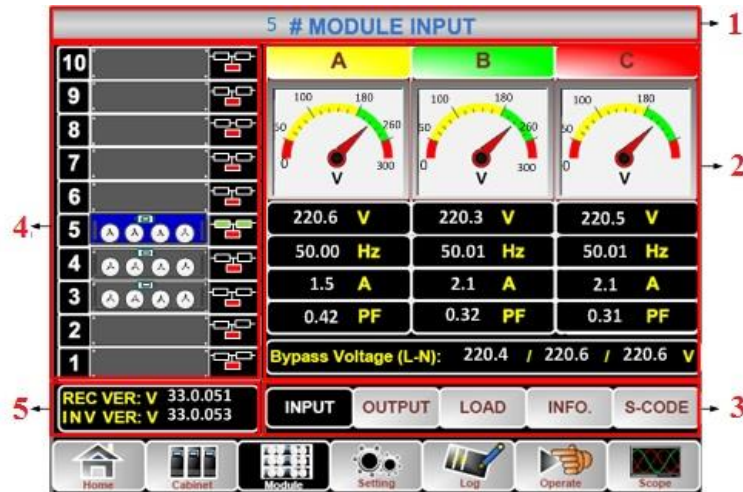 5 # MODULE INPUT
1
10
9
8
7
6
5
4
3
2
1
4
A B C
50 100 180 260 0 300 V
50 100 180 260 0 300 V
50 100 180 0 300 V
220.6 V 220.3 V 220.5 V
50.00 Hz 50.01 Hz 50.01 Hz
1.5 A 2.1 A 2.1 A
0.42 PF 0.32 PF 0.31 PF
Bypass Voltage (L-N): 220.4 / 220.6 / 220.6 V
2
5
REC VER: V 33.0.051
INV VER: V 33.0.053
INPUT OUTPUT LOAD INFO. S-CODE
3
Home Cabinet Module Setting Log Operate Scope